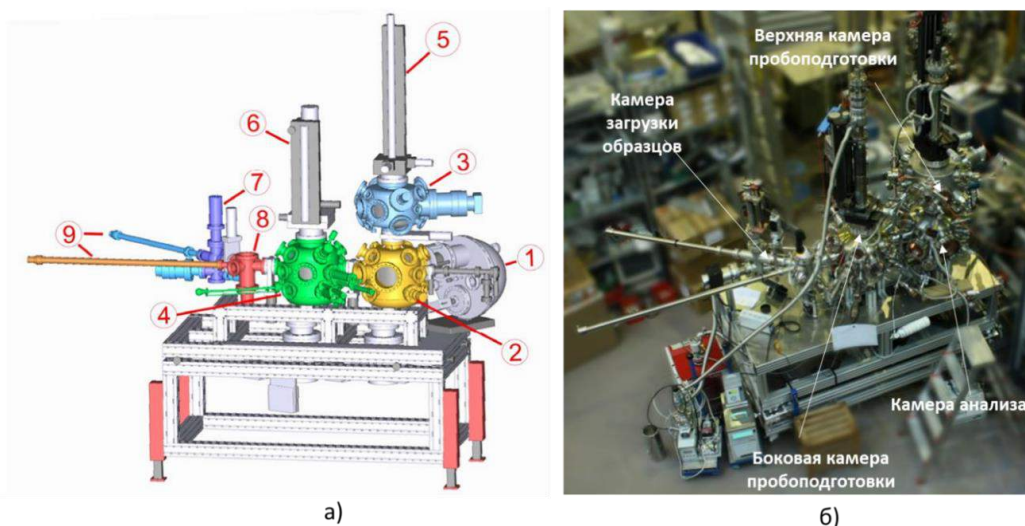 5
6
3
7
8
9
1
4
2
а)
Верхняя камера
пробоподготовки
Камера
загрузки
образцов
Камера анализа
Боковая камера
пробоподготовки
б)